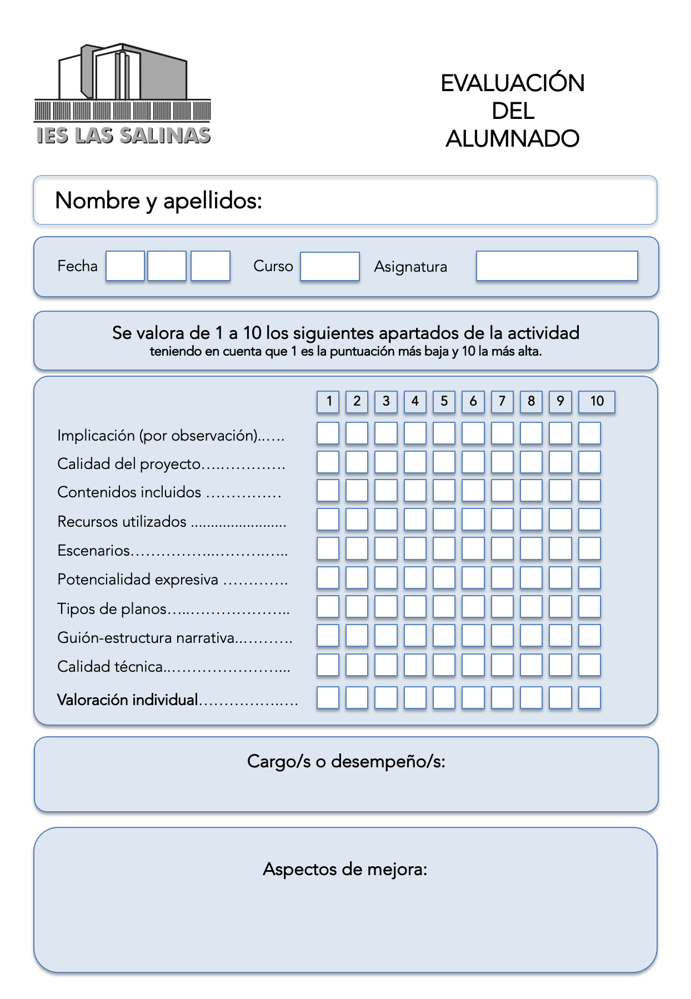 IES LAS SALINAS
EVALUACIÓN
DEL
ALUMNADO
Nombre y apellidos:
Fecha Curso Asignatura
Se valora de 1 a 10 los siguientes apartados de la actividad
teniendo en cuenta que 1 es la puntuación más baja y 10 la más alta.
1 2 3 4 5 6 7 8 9 10
Implicación (por observación)..….
Calidad del proyecto….………….
Contenidos incluidos ……………
Recursos utilizados ........................
Escenarios……………..……….…..
Potencialidad expresiva ………….
Tipos de planos…..………………..
Guión-estructura narrativa..……….
Calidad técnica..…………………...
Valoración individual…………….….
Cargo/s o desempeño/s:
Aspectos de mejora: